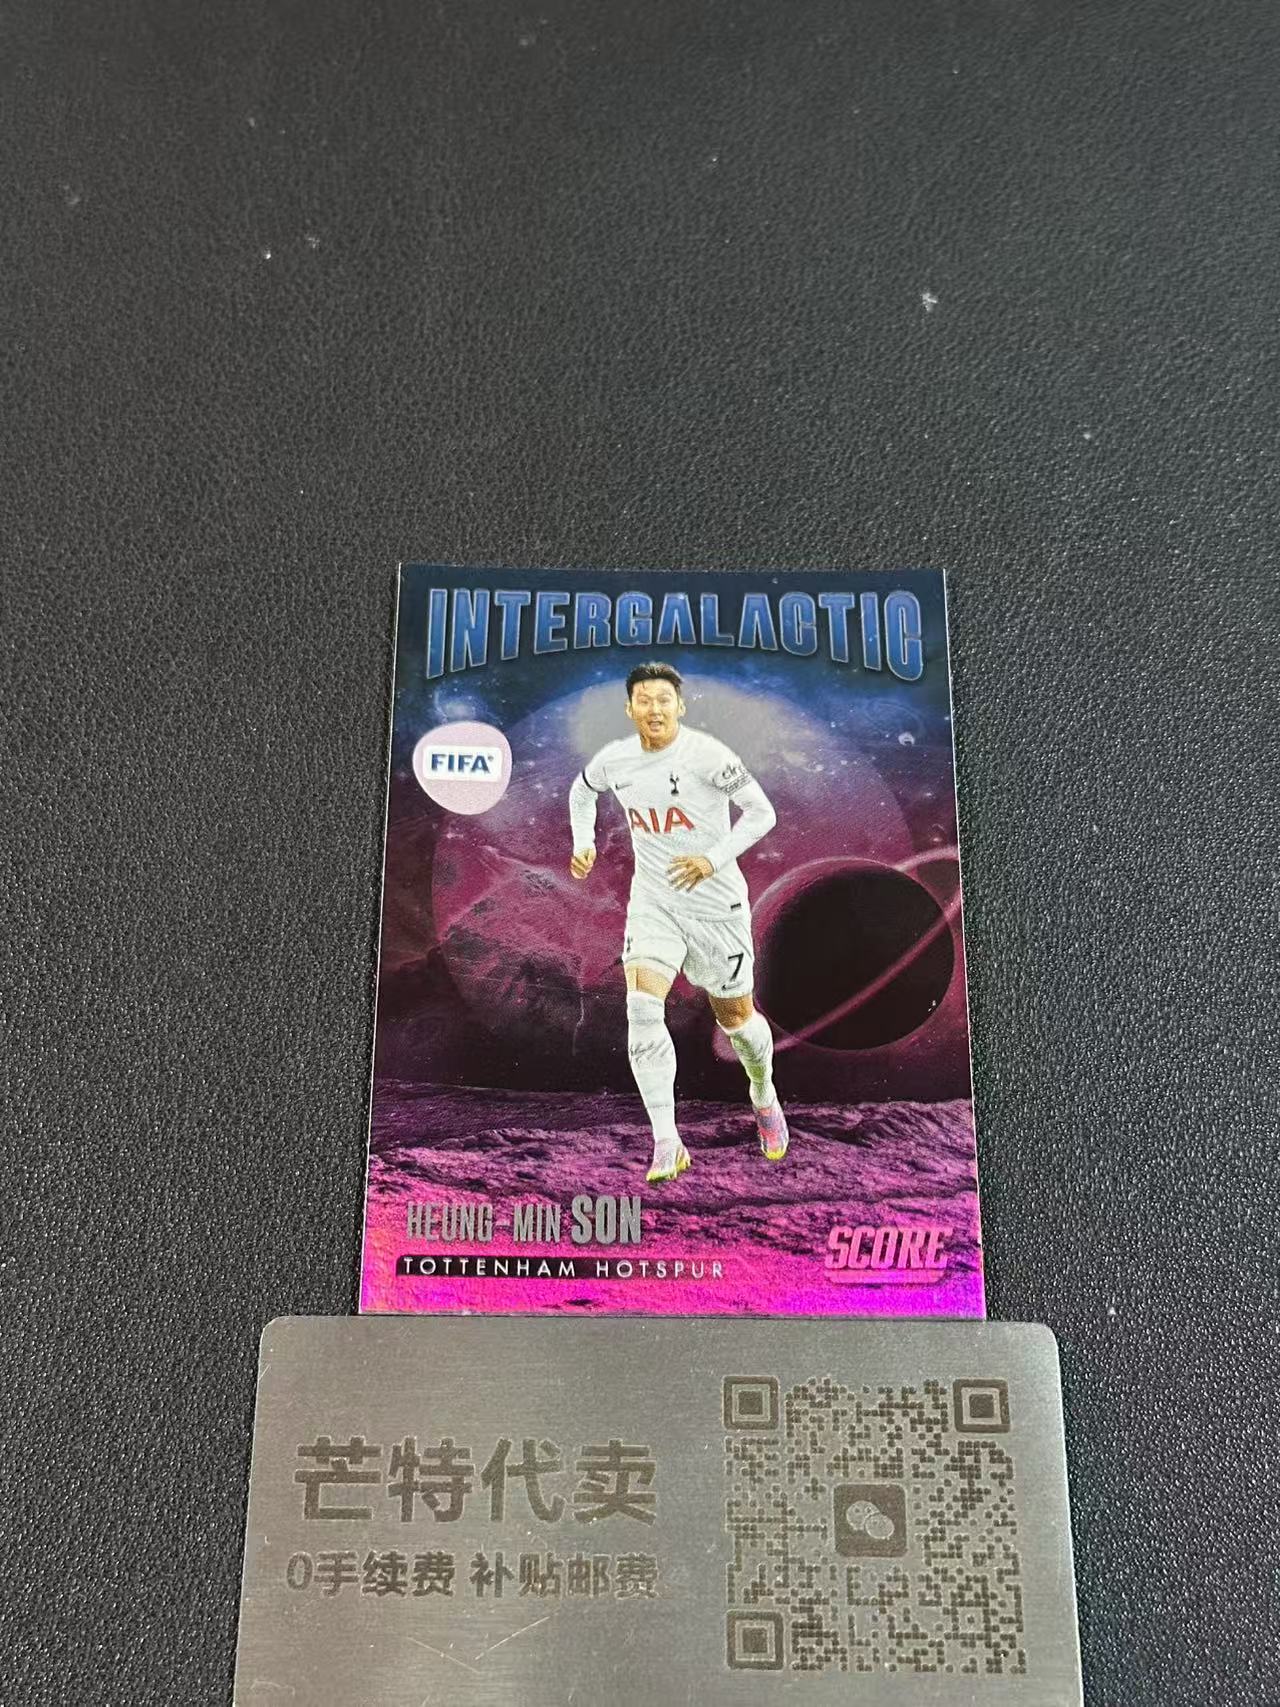 INTERGALACTIC
FIFA®
cinch
AIA
7
HEUNG-MIN SON
TOTTENHAM HOTSPUR
SCORE
芒特代卖
0手续费 补贴邮费